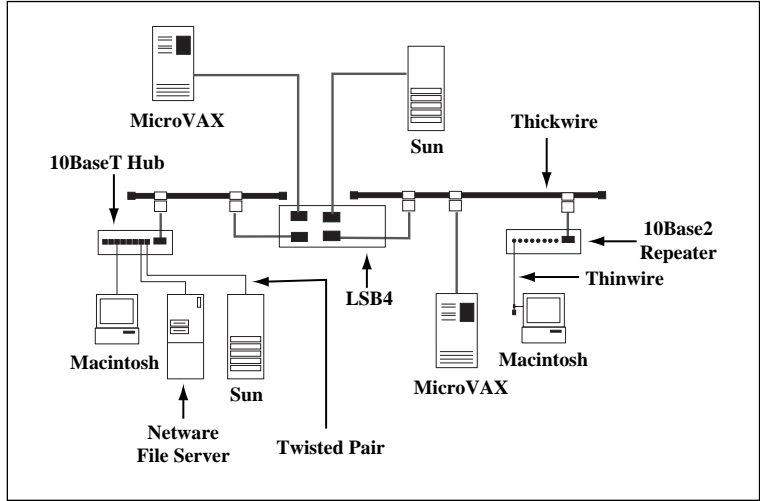 MicroVAX
Sun
Thickwire
10BaseT Hub
10Base2
Repeater
LSB4
Thinwire
Macintosh
Sun
MicroVAX
Macintosh
Netware
File Server
Twisted Pair